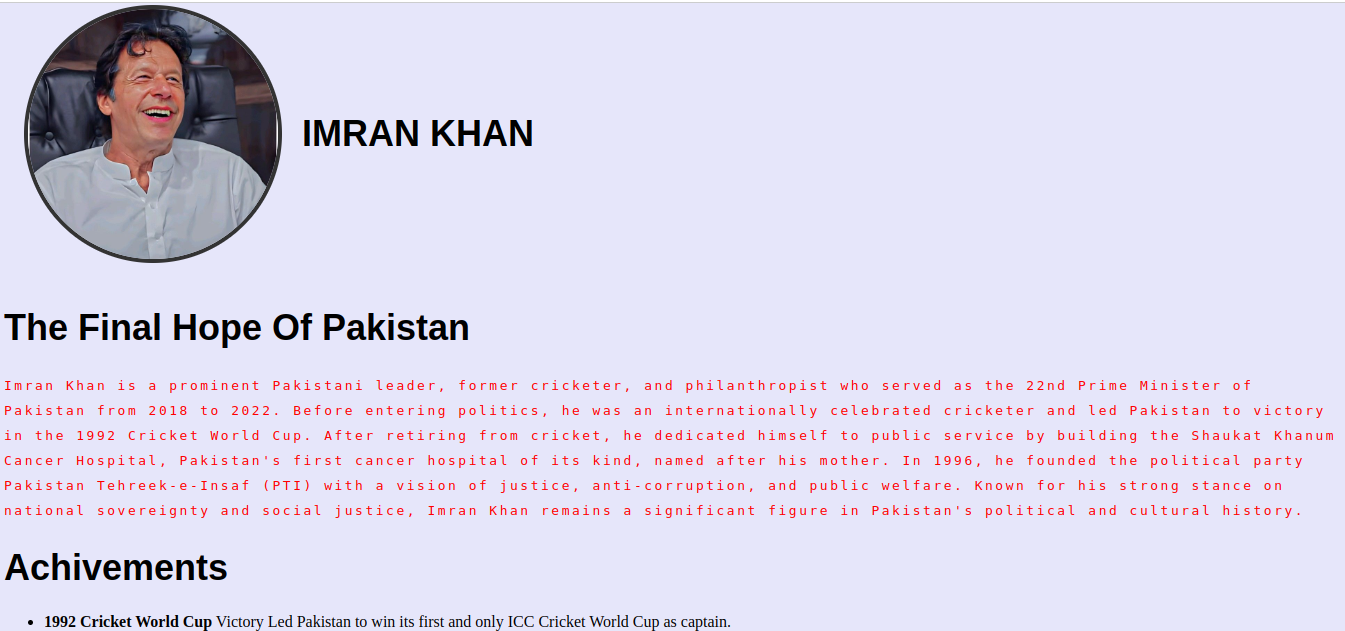 IMRAN KHAN
The Final Hope Of Pakistan
Imran Khan is a prominent Pakistani leader, former cricketer, and philanthropist who served as the 22nd Prime Minister of
Pakistan from 2018 to 2022. Before entering politics, he was an internationally celebrated cricketer and led Pakistan to victory
in the 1992 Cricket World Cup. After retiring from cricket, he dedicated himself to public service by building the Shaukat Khanum
Cancer Hospital, Pakistan's first cancer hospital of its kind, named after his mother. In 1996, he founded the political party
Pakistan Tehreek-e-Insaf (PTI) with a vision of justice, anti-corruption, and public welfare. Known for his strong stance on
national sovereignty and social justice, Imran Khan remains a significant figure in Pakistan's political and cultural history.
Achivements
• 1992 Cricket World Cup Victory Led Pakistan to win its first and only ICC Cricket World Cup as captain.